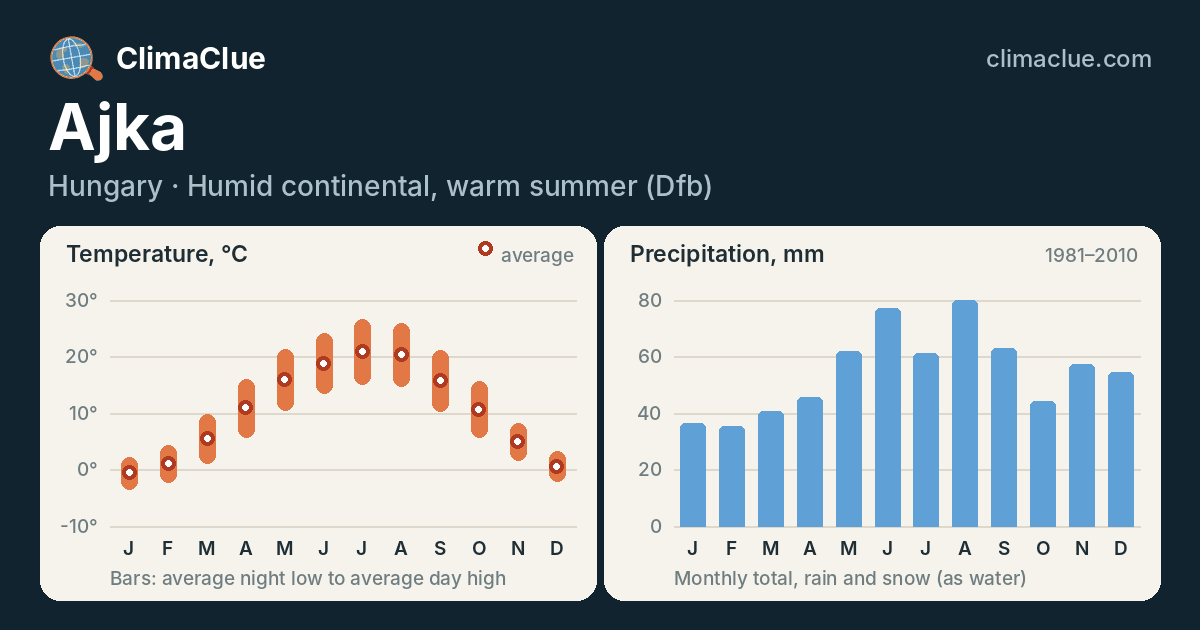 ClimaClue
climaclue.com
Ajka
Hungary · Humid continental, warm summer (Dfb)
Temperature, °C
average
30°
20°
10°
0°
-10°
J F M A M J J A S O N D
Bars: average night low to average day high
Precipitation, mm
1981–2010
80
60
40
20
0
J F M A M J J A S O N D
Monthly total, rain and snow (as water)